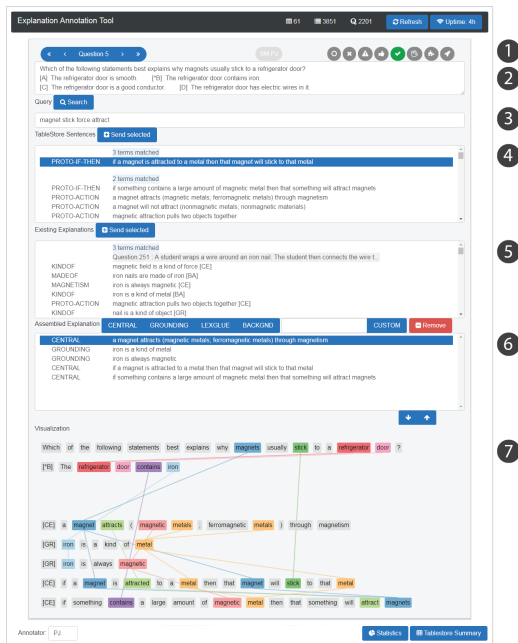 Explanation Annotation Tool 61 3851 Q 2201 Refresh Uptime: 4h
« ‹ Question 5 › »
1
Which of the following statements best explains why magnets usually stick to a refrigerator door?
[A] The refrigerator door is smooth. [*B] The refrigerator door contains iron.
[C] The refrigerator door is a good conductor. [D] The refrigerator door has electric wires in it.
2
Query Search
magnet stick force attract
3
TableStore Sentences Send selected
3 terms matched
4
PROTO-IF-THEN if a magnet is attracted to a metal then that magnet will stick to that metal
2 terms matched
PROTO-IF-THEN if something contains a large amount of magnetic metal then that something will attract magnets
PROTO-ACTION a magnet attracts (magnetic metals; ferromagnetic metals) through magnetism
PROTO-ACTION a magnet will not attract (nonmagnetic metals; nonmagnetic materials)
PROTO-ACTION magnetic attraction pulls two objects together
Existing Explanations Send selected
3 terms matched
5
Question 251 : A student wraps a wire around an iron nail. The student then connects the wire t...
KINDOF magnetic field is a kind of force [CE]
MADEOF iron nails are made of iron [BA]
MAGNETISM iron is always magnetic [CE]
KINDOF iron is a kind of metal [BA]
PROTO-ACTION magnetic attraction pulls two objects together [CE]
KINDOF nail is a kind of object [GR]
Assembled Explanation CENTRAL GROUNDING LEXGLUE BACKGND CUSTOM Remove
6
CENTRAL a magnet attracts (magnetic metals; ferromagnetic metals) through magnetism
GROUNDING iron is a kind of metal
GROUNDING iron is always magnetic
CENTRAL if a magnet is attracted to a metal then that magnet will stick to that metal
CENTRAL if something contains a large amount of magnetic metal then that something will attract magnets
Visualization
Which of the following statements best explains why magnets usually stick to a refrigerator door ?
7
[*B] The refrigerator door contains iron
[CE] a magnet attracts ( magnetic metals ; ferromagnetic metals ) through magnetism
[GR] iron is a kind of metal
[GR] iron is always magnetic
[CE] if a magnet is attracted to a metal then that magnet will stick to that metal
[CE] if something contains a large amount of magnetic metal then that something will attract magnets
Annotator: PJ Statistics Tablestore Summary